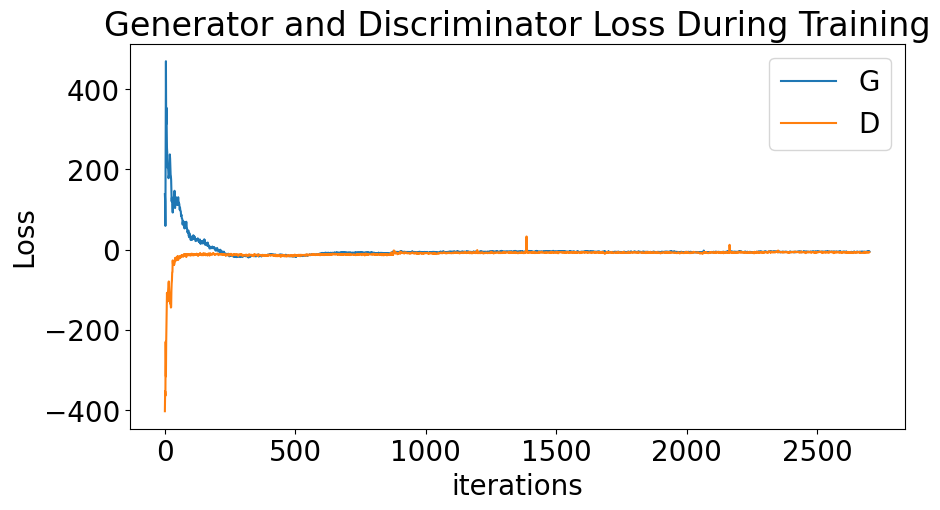 Generator and Discriminator Loss During Training
G
D
400
200
0
−200
−400
Loss
0 500 1000 1500 2000 2500
iterations